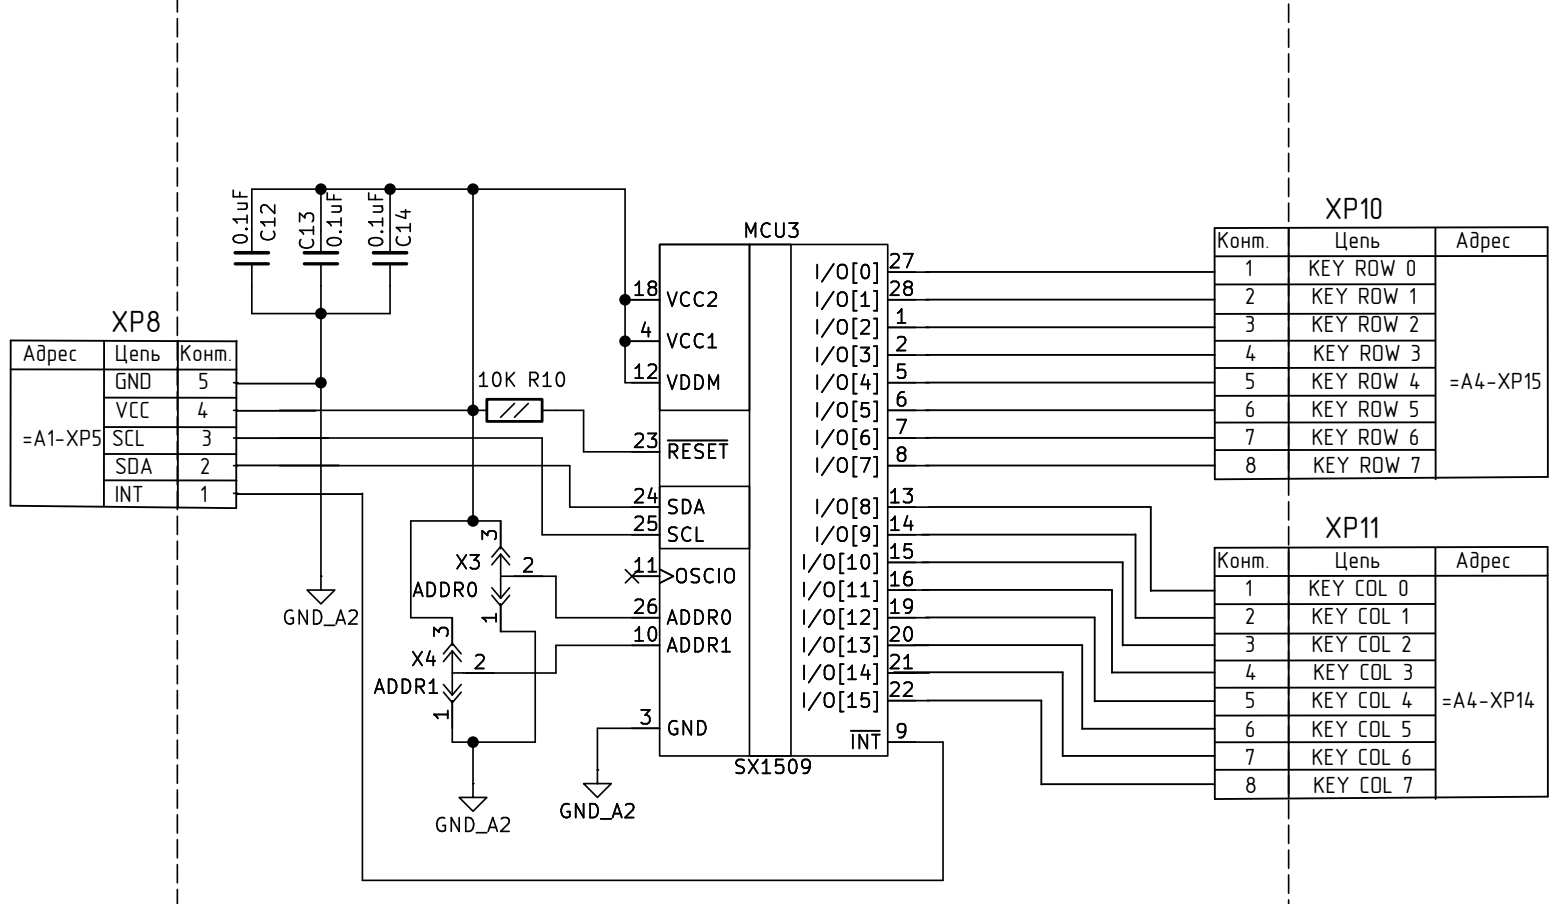 XP8
Адрес Цепь Конт.
GND 5
VCC 4
=A1-XP5 SCL 3
SDA 2
INT 1
0.1uF C12
C13 0.1uF
0.1uF C14
10K R10
GND_A2
X3
ADDR0
3
2
1
X4
ADDR1
3
2
1
GND_A2
GND_A2
MCU3
18 VCC2
4 VCC1
12 VDDM
23 RESET
24 SDA
25 SCL
11 OSCIO
26 ADDR0
10 ADDR1
3 GND
I/O[0] 27
I/O[1] 28
I/O[2] 1
I/O[3] 2
I/O[4] 5
I/O[5] 6
I/O[6] 7
I/O[7] 8
I/O[8] 13
I/O[9] 14
I/O[10] 15
I/O[11] 16
I/O[12] 19
I/O[13] 20
I/O[14] 21
I/O[15] 22
INT 9
SX1509
XP10
Конт. Цепь Адрес
1 KEY ROW 0
2 KEY ROW 1
3 KEY ROW 2
4 KEY ROW 3
5 KEY ROW 4 =A4-XP15
6 KEY ROW 5
7 KEY ROW 6
8 KEY ROW 7
XP11
Конт. Цепь Адрес
1 KEY COL 0
2 KEY COL 1
3 KEY COL 2
4 KEY COL 3
5 KEY COL 4 =A4-XP14
6 KEY COL 5
7 KEY COL 6
8 KEY COL 7